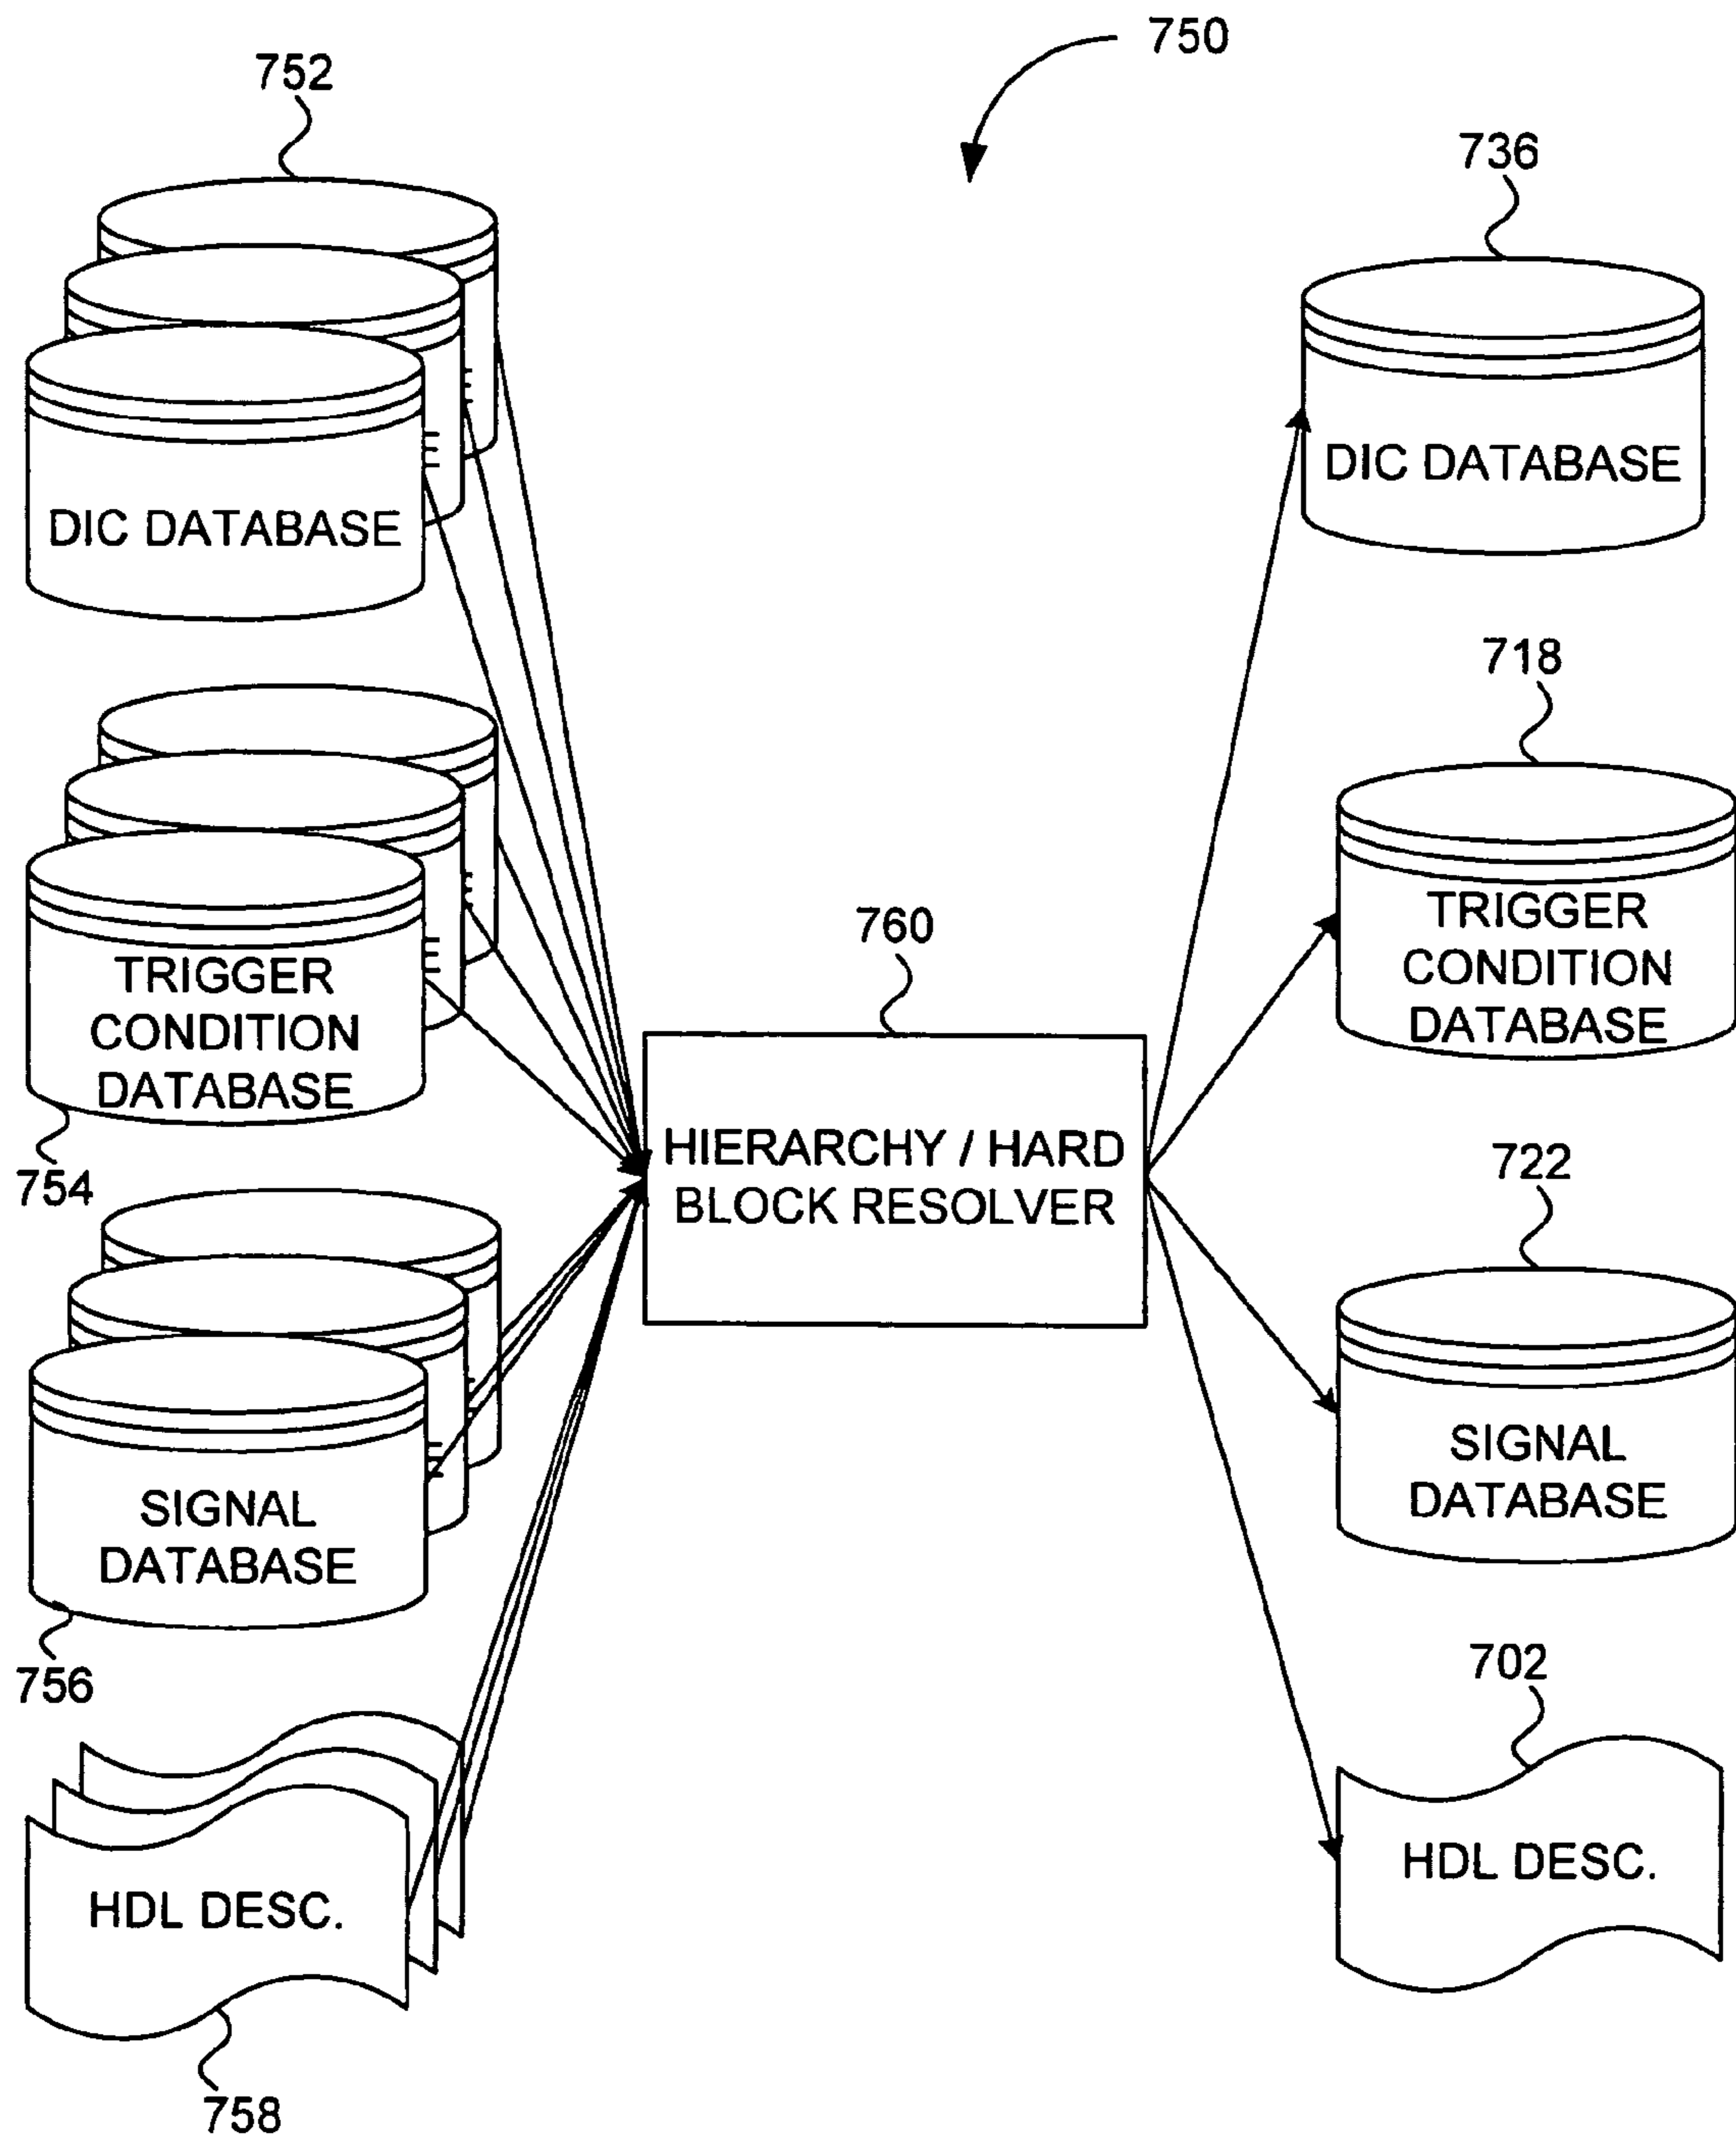 750
752
736
DIC DATABASE
DIC DATABASE
718
TRIGGER
CONDITION
DATABASE
754
760
TRIGGER
CONDITION
DATABASE
HIERARCHY / HARD
BLOCK RESOLVER
722
SIGNAL
DATABASE
756
SIGNAL
DATABASE
702
HDL DESC.
758
HDL DESC.